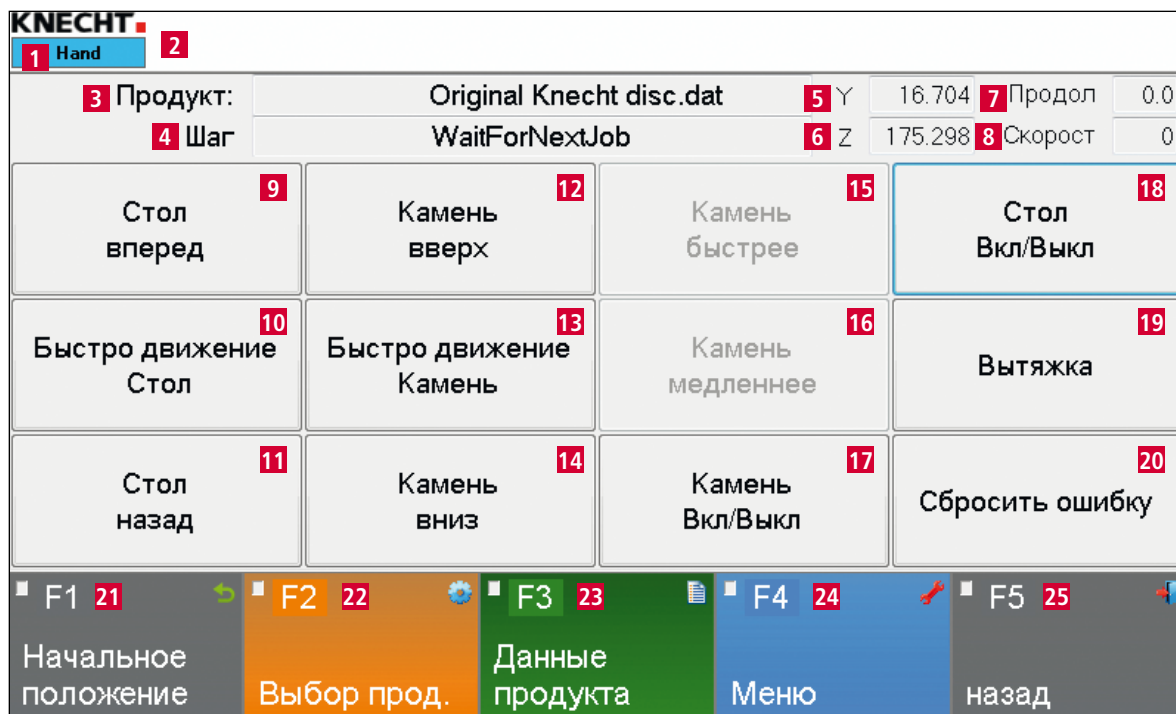 KNECHT
1 Hand 2
3 Продукт: Original Knecht disc.dat 5 Y 16.704 7 Продол 0.0
4 Шаг WaitForNextJob 6 Z 175.298 8 Скорост 0
9 Стол
вперед
12 Камень
вверх
15 Камень
быстрее
18 Стол
Вкл/Выкл
10 Быстро движение
Стол
13 Быстро движение
Камень
16 Камень
медленнее
19 Вытяжка
11 Стол
назад
14 Камень
вниз
17 Камень
Вкл/Выкл
20 Сбросить ошибку
F1 21
Начальное
положение
F2 22
Выбор прод.
F3 23
Данные
продукта
F4 24
Меню
F5 25
назад